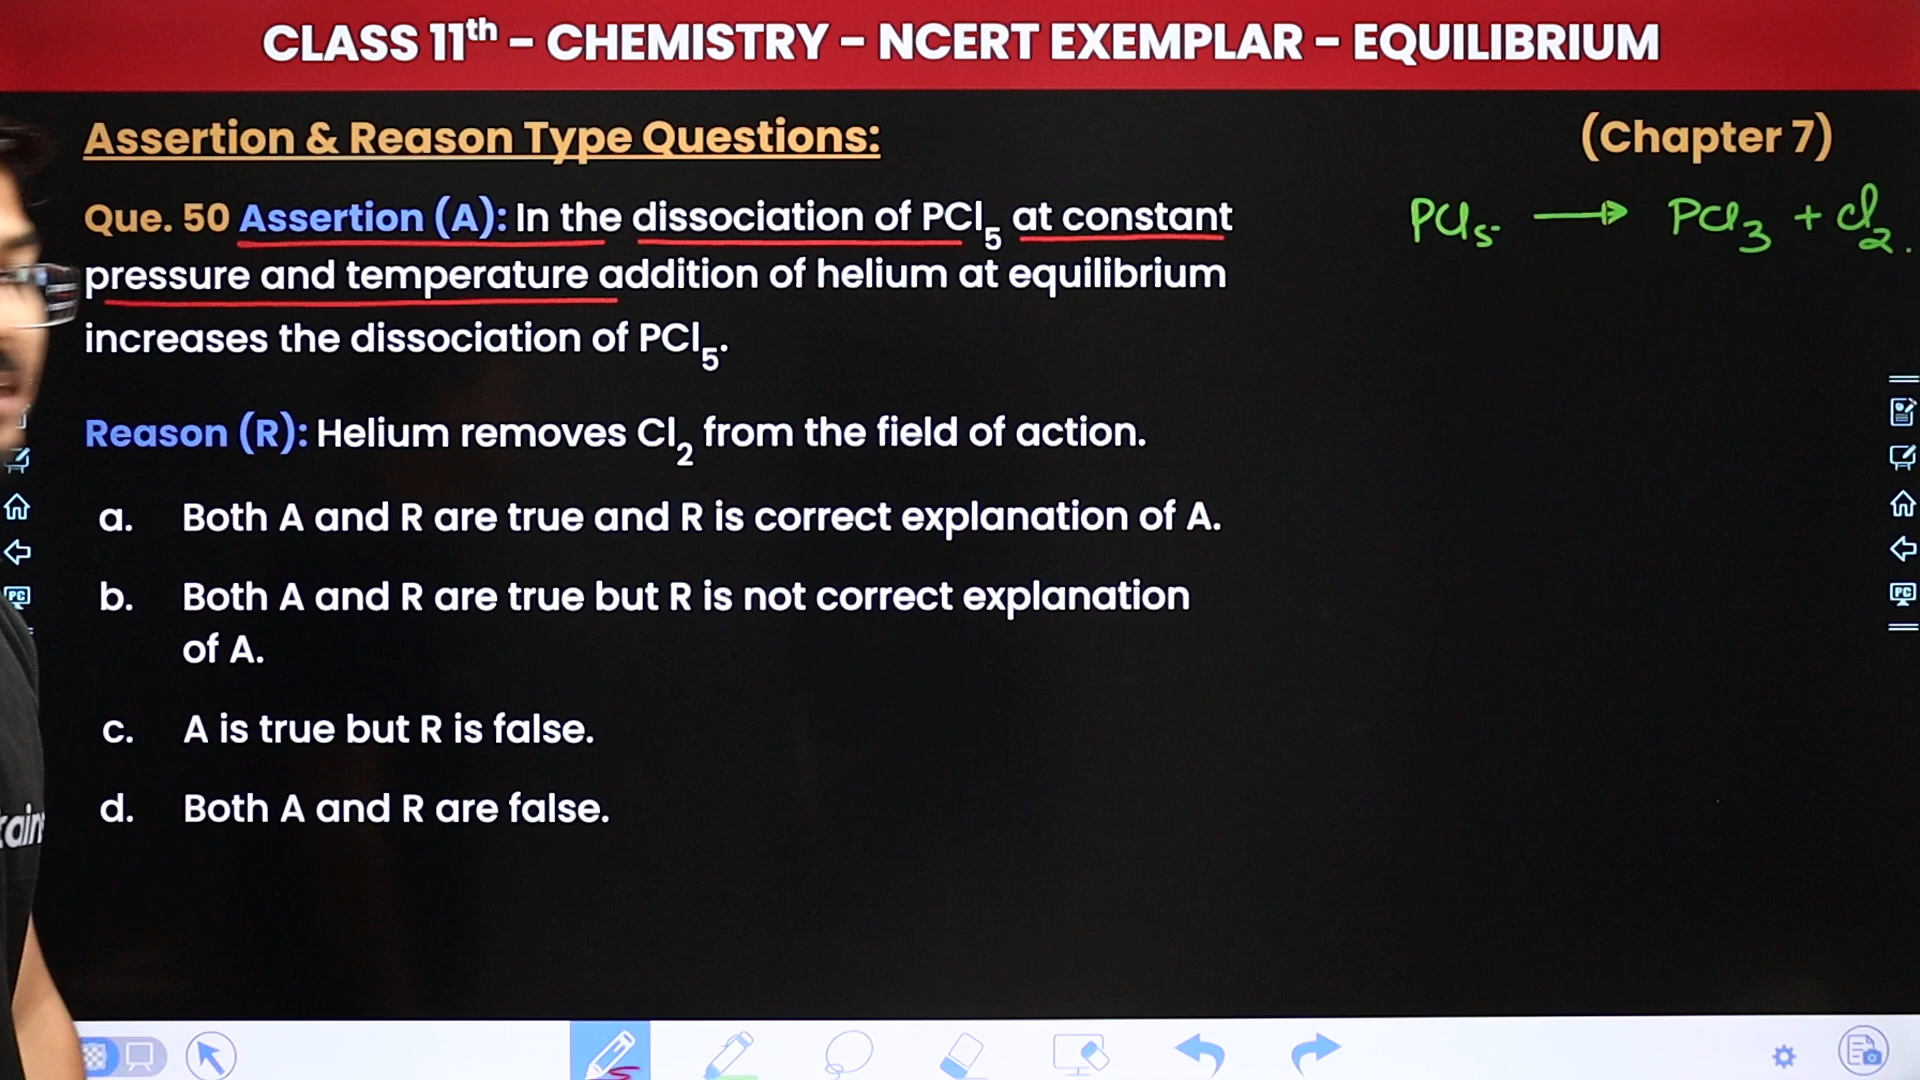 CLASS 11th - CHEMISTRY - NCERT EXEMPLAR - EQUILIBRIUM
Assertion & Reason Type Questions:
(Chapter 7)
Que. 50 Assertion (A): In the dissociation of PCl5 at constant
pressure and temperature addition of helium at equilibrium
increases the dissociation of PCl5.
PCl5 → PCl3 + Cl2.
Reason (R): Helium removes Cl2 from the field of action.
a. Both A and R are true and R is correct explanation of A.
b. Both A and R are true but R is not correct explanation
of A.
c. A is true but R is false.
d. Both A and R are false.
PC
PC